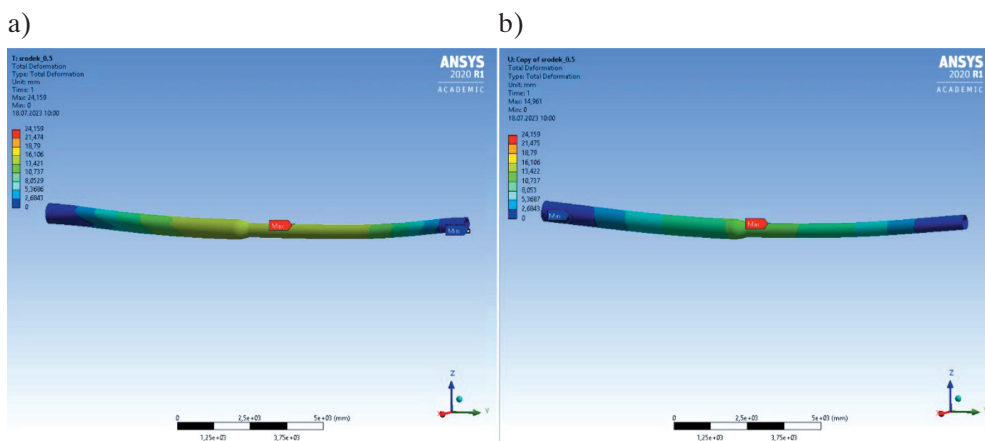 a)
T: srodek_0,5
Total Deformation
Type: Total Deformation
Unit: mm
Time: 1
Max: 24,159
Min: 0
18.07.2023 10:00
24,159
21,474
18,79
16,106
13,421
10,737
8,0529
5,3686
2,6843
0
ANSYS
2020 R1
ACADEMIC
Max
Min
Z
X
Y
0
2,5e+03
5e+03 (mm)
1,25e+03
3,75e+03
b)
U: Copy of srodek_0,5
Total Deformation
Type: Total Deformation
Unit: mm
Time: 1
Max: 14,961
Min: 0
18.07.2023 10:00
24,159
21,475
18,79
16,106
13,422
10,737
8,053
5,3687
2,6843
0
ANSYS
2020 R1
ACADEMIC
Min
Max
Z
X
Y
0
2,5e+03
5e+03 (mm)
1,25e+03
3,75e+03